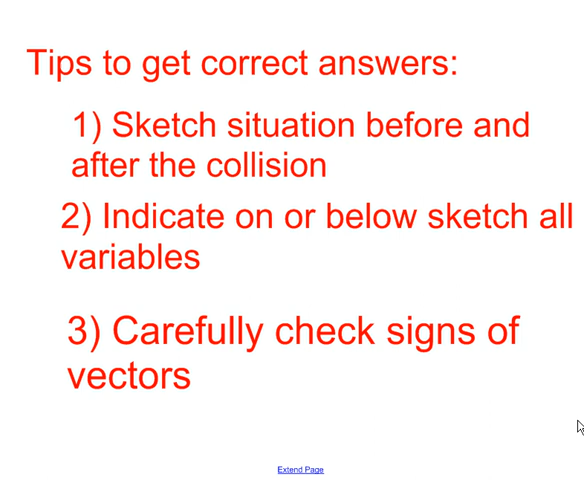 Tips to get correct answers:
1) Sketch situation before and
after the collision
2) Indicate on or below sketch all
variables
3) Carefully check signs of
vectors
Extend Page